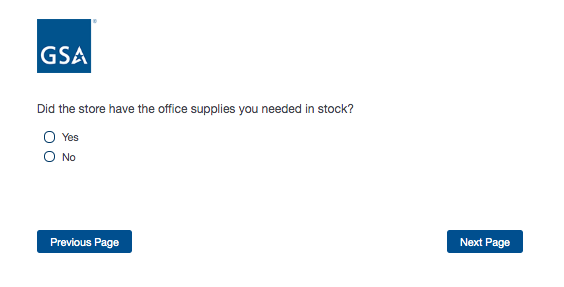 GSA
Did the store have the office supplies you needed in stock?
Yes
No
Previous Page
Next Page